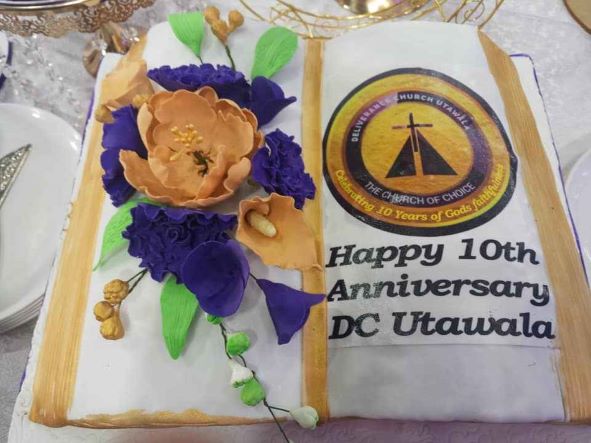 DELIVERANCE CHURCH UTAWALA
THE CHURCH OF CHOICE
Celebrating 10 Years of Gods faithfulness
Happy 10th
Anniversary
DC Utawala